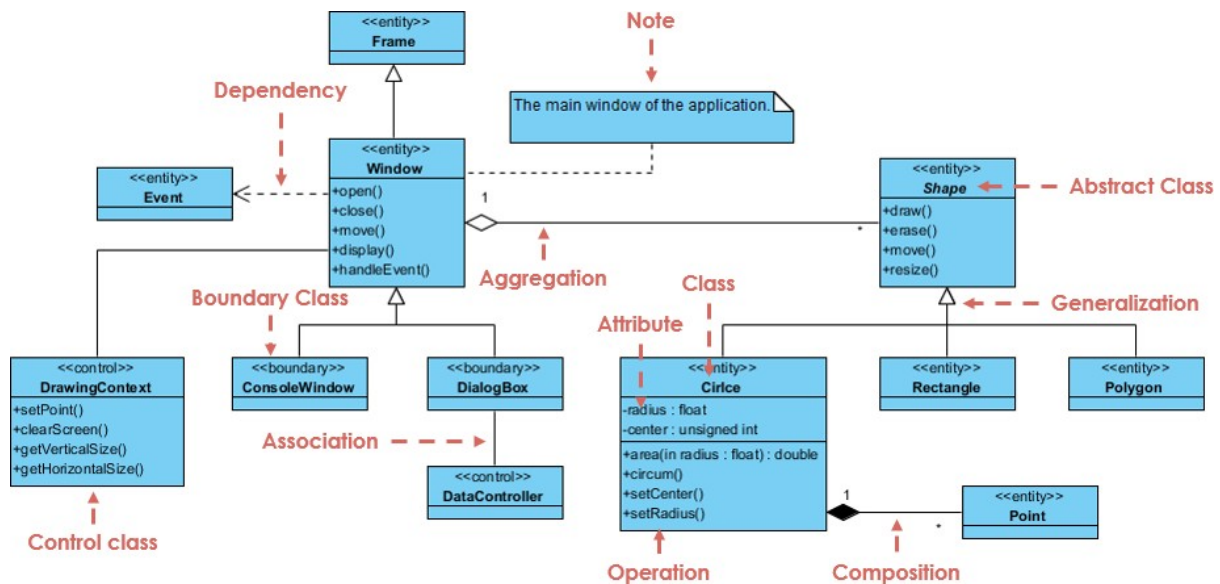 <<entity>>
Frame
Note
Dependency
The main window of the application.
<<entity>>
Window
+open()
+close()
+move()
+display()
+handleEvent()
<<entity>>
Event
1
*
Aggregation
<<entity>>
Shape
+draw()
+erase()
+move()
+resize()
Abstract Class
Boundary Class
Class
Attribute
Generalization
<<control>>
DrawingContext
+setPoint()
+clearScreen()
+getVerticalSize()
+getHorizontalSize()
<<boundary>>
ConsoleWindow
<<boundary>>
DialogBox
Association
<<control>>
DataController
<<entity>>
Cirlce
-radius : float
-center : unsigned int
+area(in radius : float) : double
+circum()
+setCenter()
+setRadius()
<<entity>>
Rectangle
<<entity>>
Polygon
1
*
<<entity>>
Point
Control class
Operation
Composition